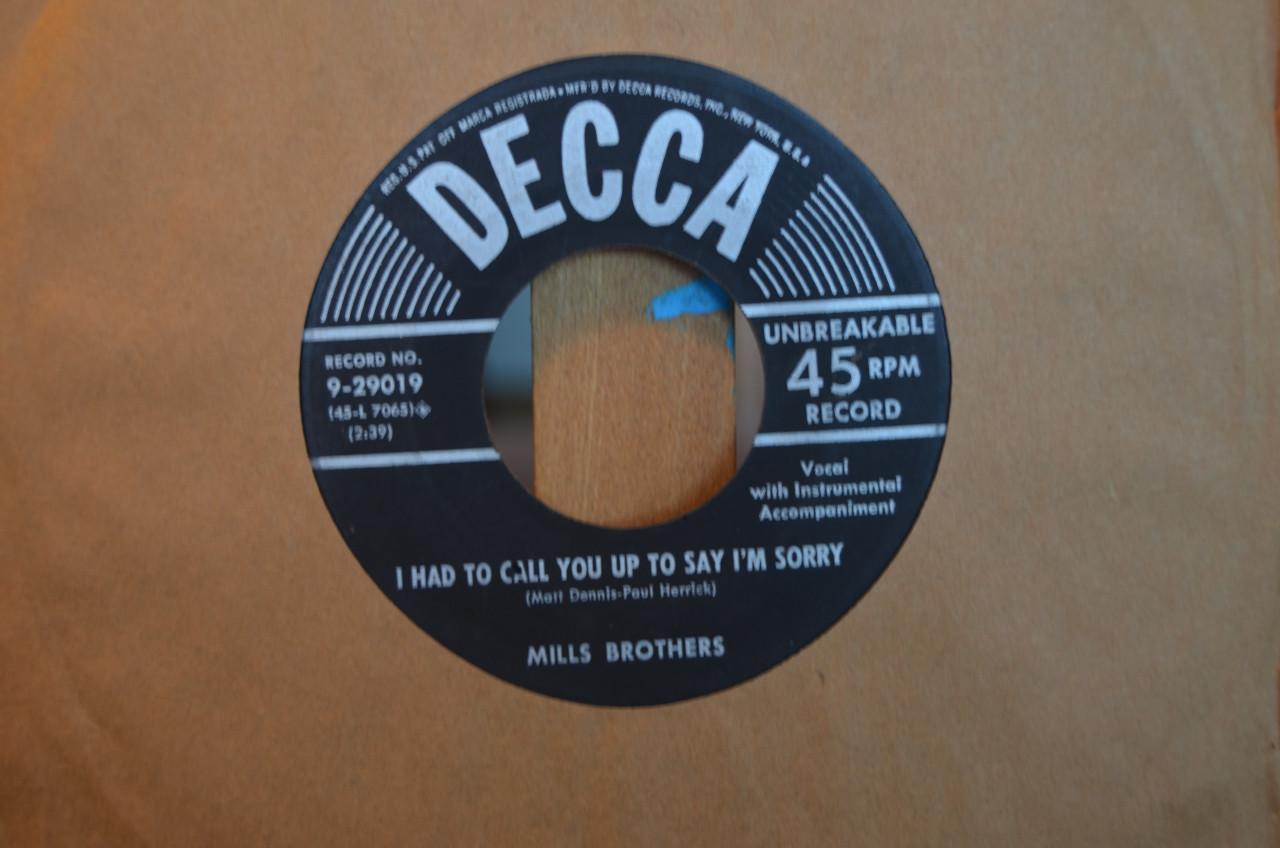 REG. U.S. PAT. OFF. MARCA REGISTRADA • MFR'D BY DECCA RECORDS, INC., NEW YORK, U.S.A.
DECCA
RECORD NO.
9-29019
(45-L 7065)
(2:39)
UNBREAKABLE
45 RPM
RECORD
Vocal
with Instrumental
Accompaniment
I HAD TO CALL YOU UP TO SAY I'M SORRY
(Matt Dennis-Paul Herrick)
MILLS BROTHERS